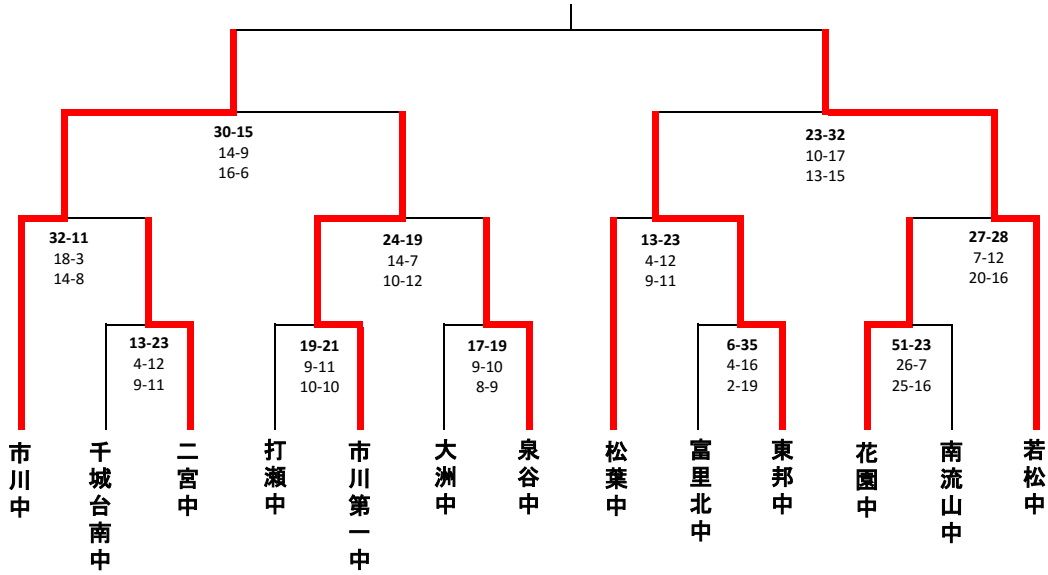 30-15
14-9
16-6
23-32
10-17
13-15
32-11
18-3
14-8
24-19
14-7
10-12
13-23
4-12
9-11
27-28
7-12
20-16
13-23
4-12
9-11
19-21
9-11
10-10
17-19
9-10
8-9
6-35
4-16
2-19
51-23
26-7
25-16
市川中
千城台南中
二宮中
打瀬中
市川第一中
大洲中
泉谷中
松葉中
富里北中
東邦中
花園中
南流山中
若松中